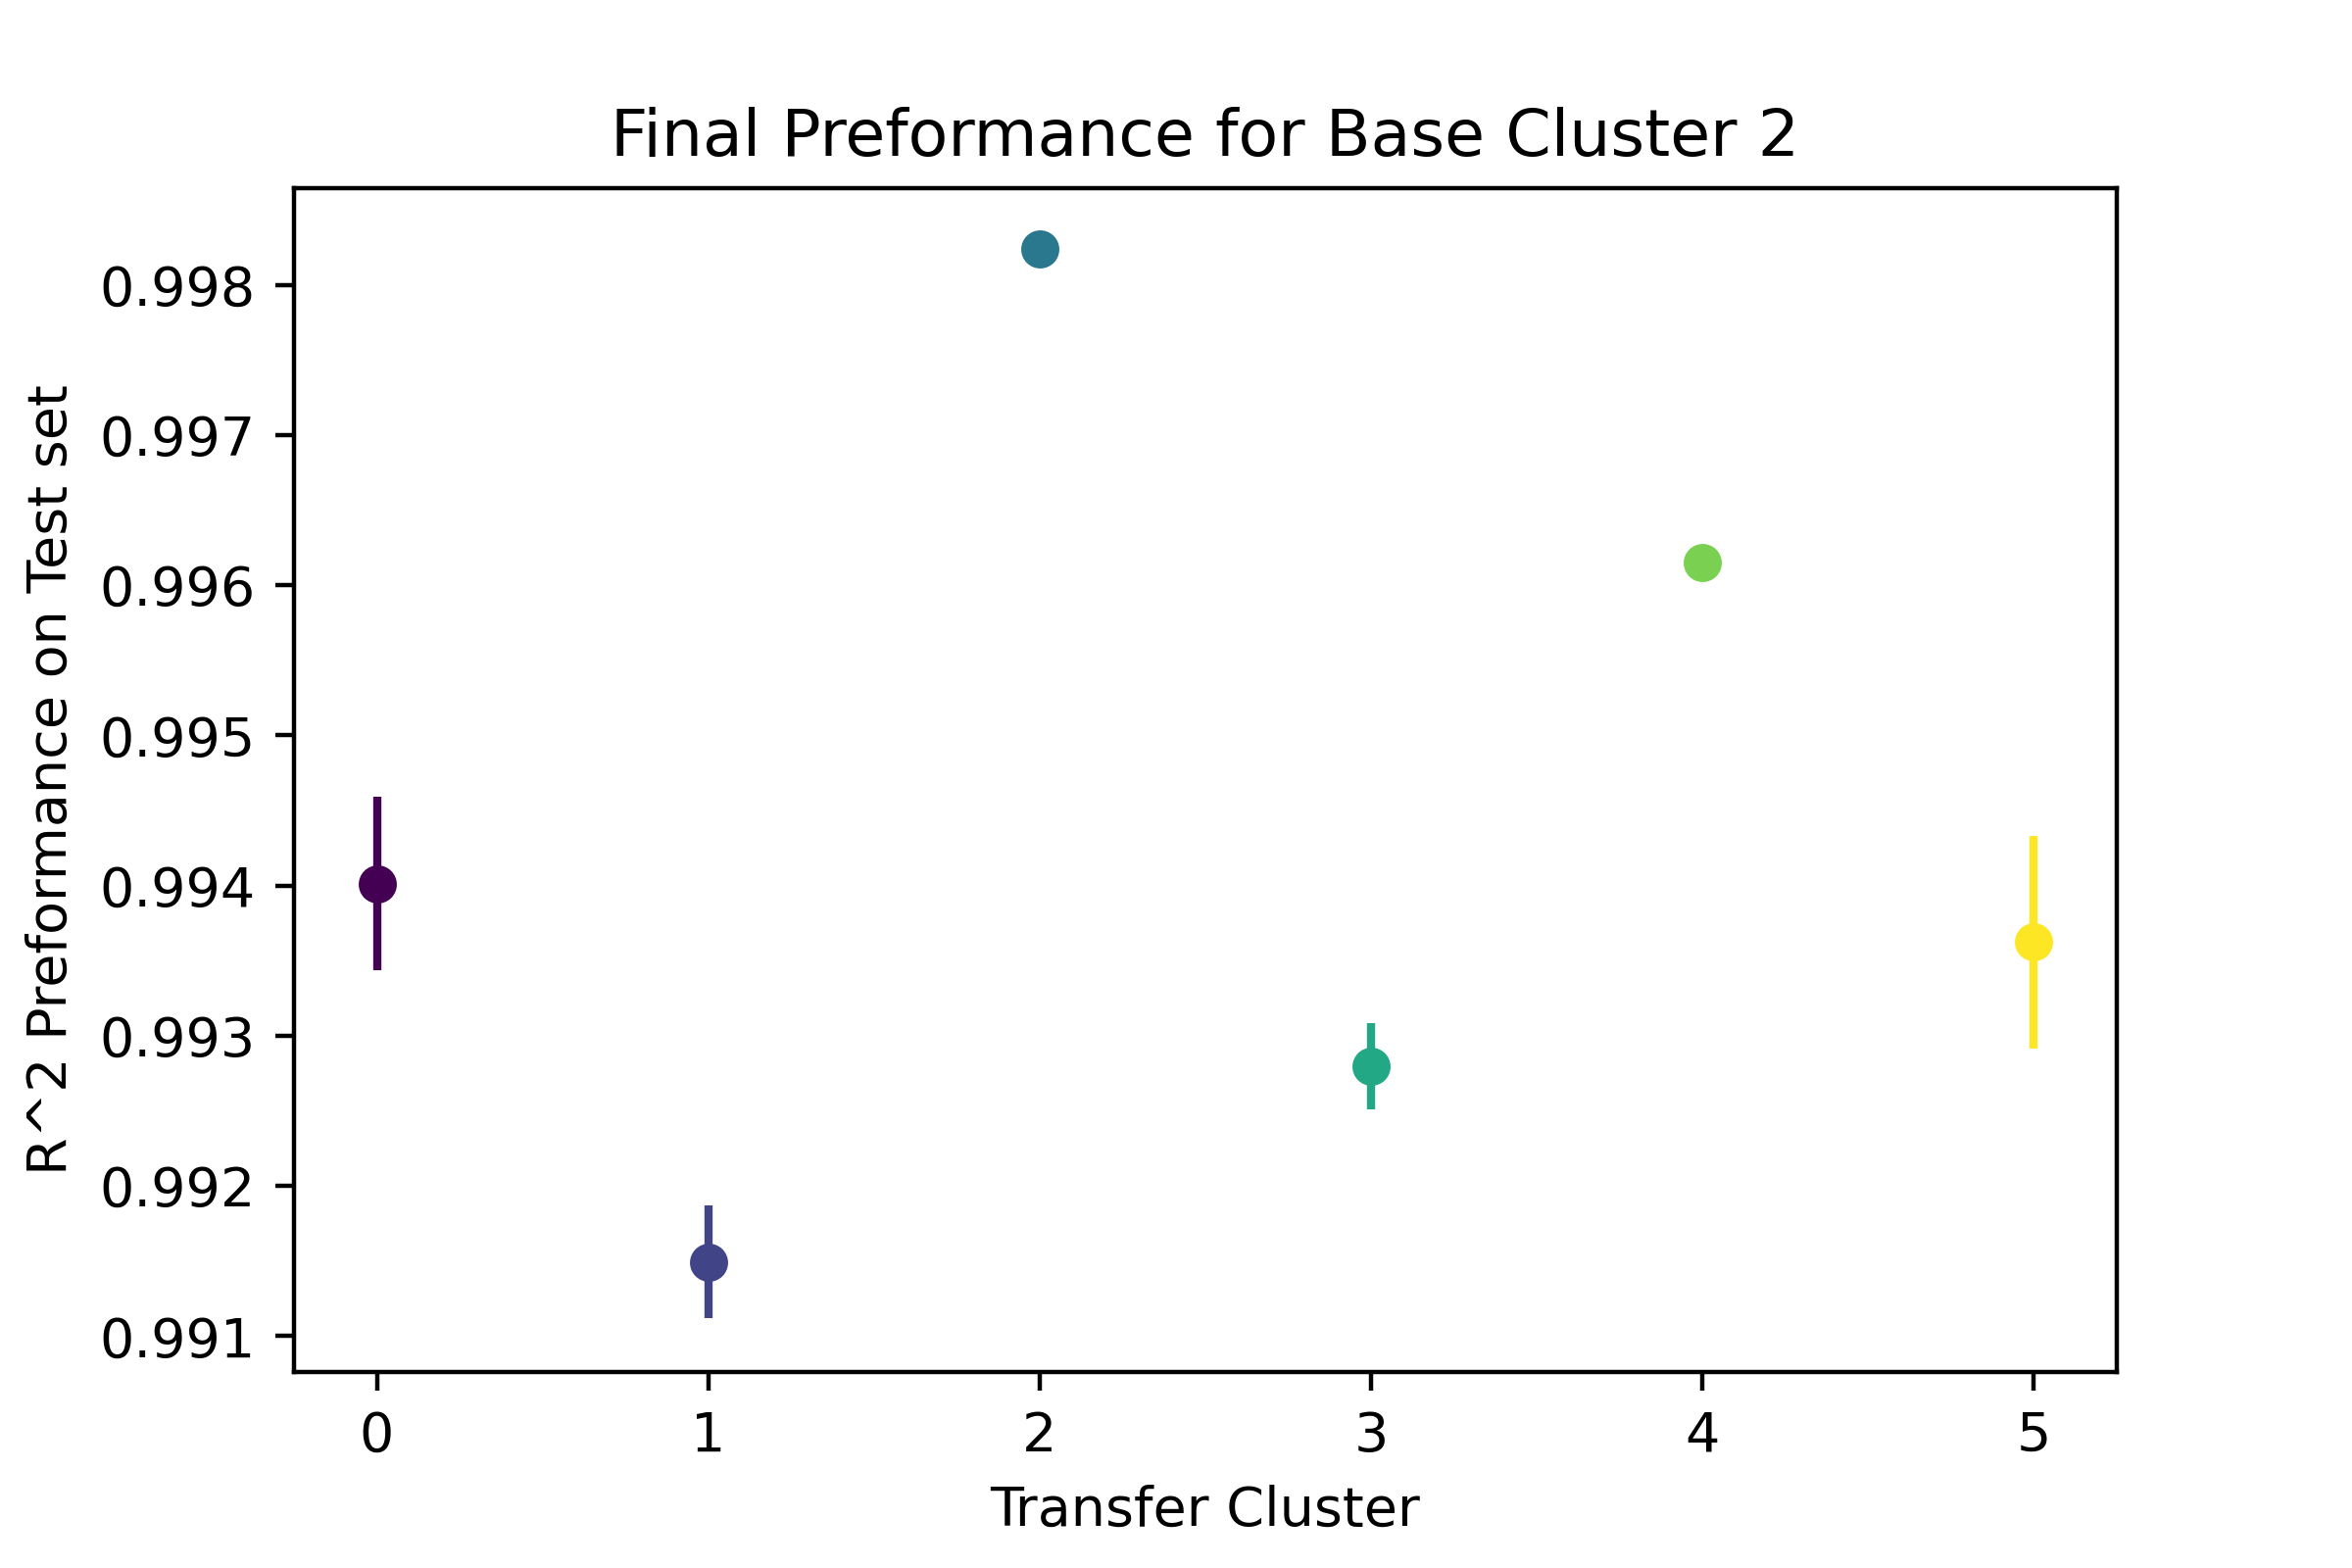 Final Preformance for Base Cluster 2
R^2 Preformance on Test set
0.998
0.997
0.996
0.995
0.994
0.993
0.992
0.991
0 1 2 3 4 5
Transfer Cluster